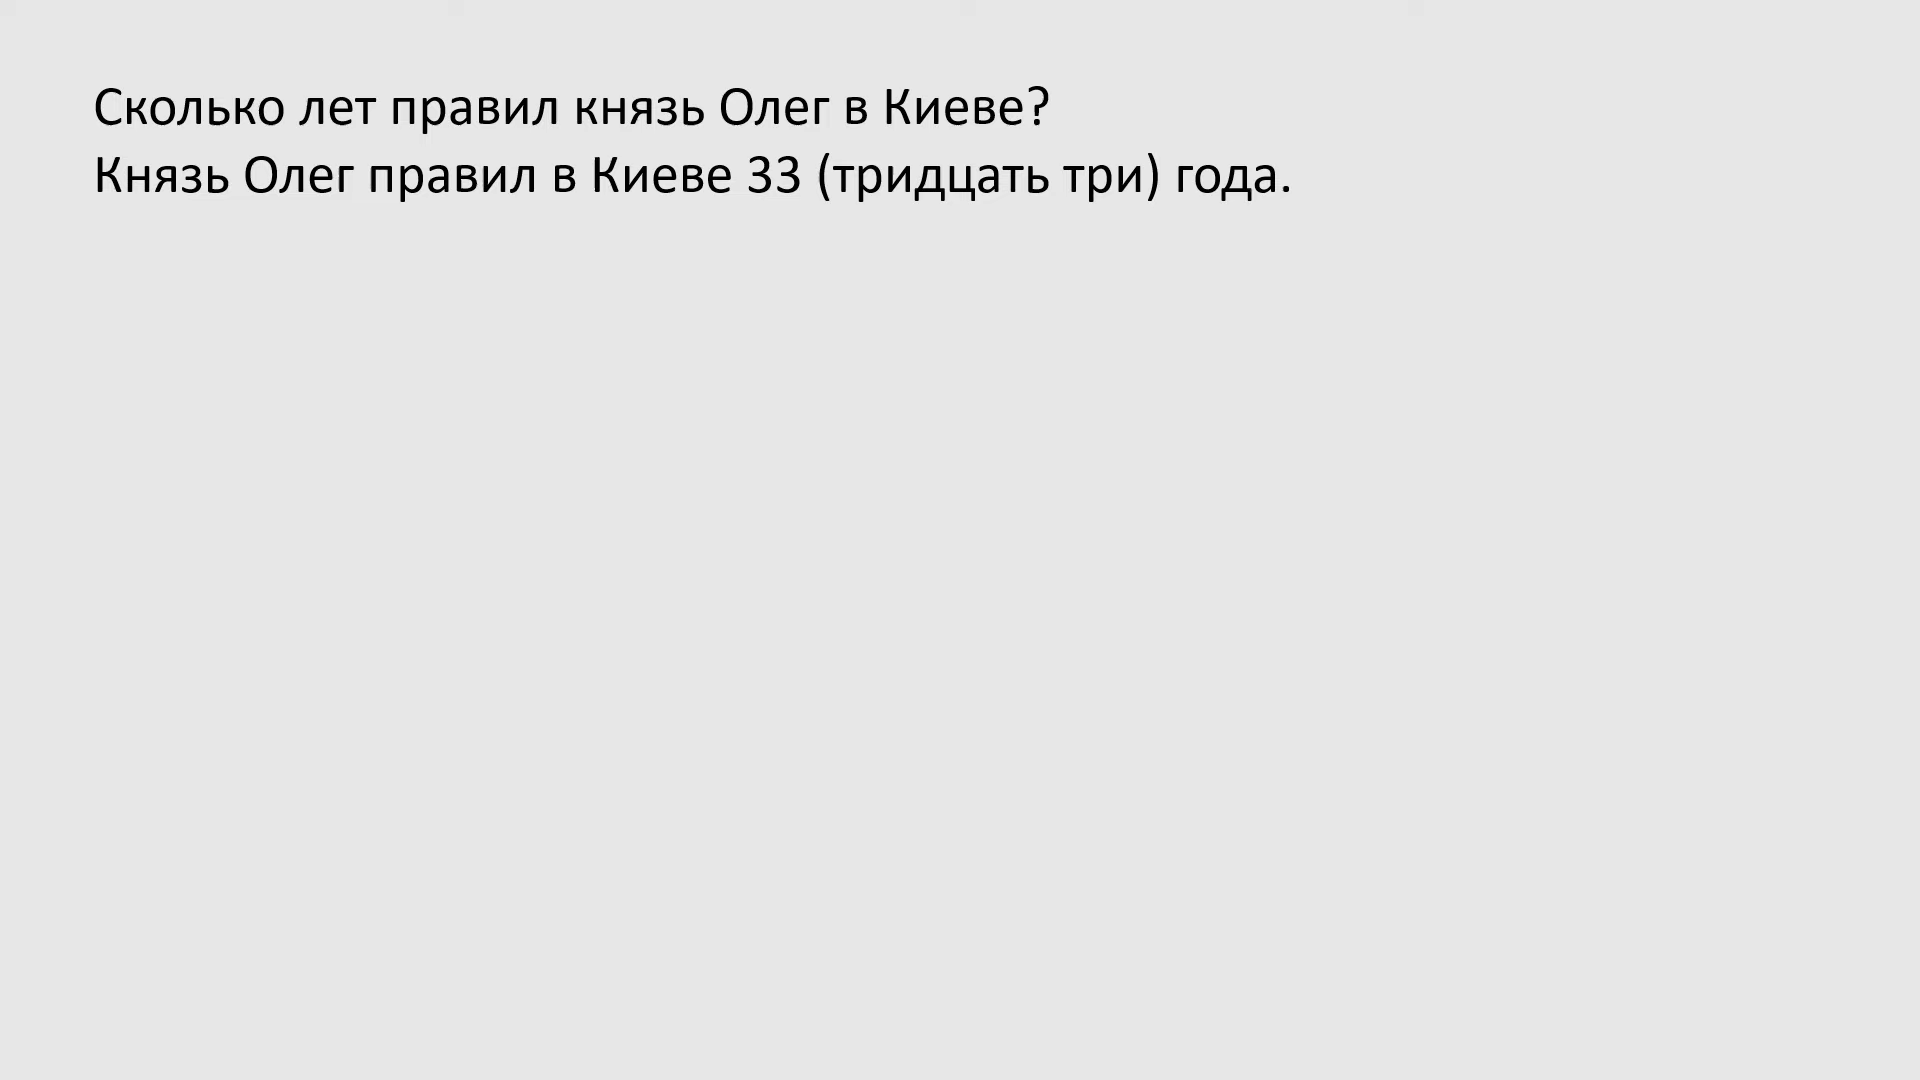 Сколько лет правил князь Олег в Киеве?
Князь Олег правил в Киеве 33 (тридцать три) года.